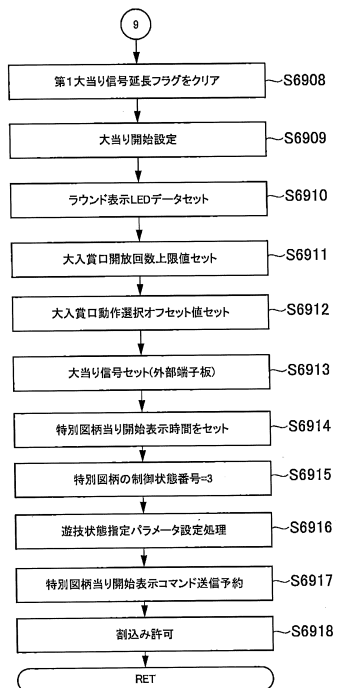 9
第1大当り信号延長フラグをクリア
S6908
大当り開始設定
S6909
ラウンド表示LEDデータセット
S6910
大入賞口開放回数上限値セット
S6911
大入賞口動作選択オフセット値セット
S6912
大当り信号セット(外部端子板)
S6913
特別図柄当り開始表示時間をセット
S6914
特別図柄の制御状態番号=3
S6915
遊技状態指定パラメータ設定処理
S6916
特別図柄当り開始表示コマンド送信予約
S6917
割込み許可
S6918
RET